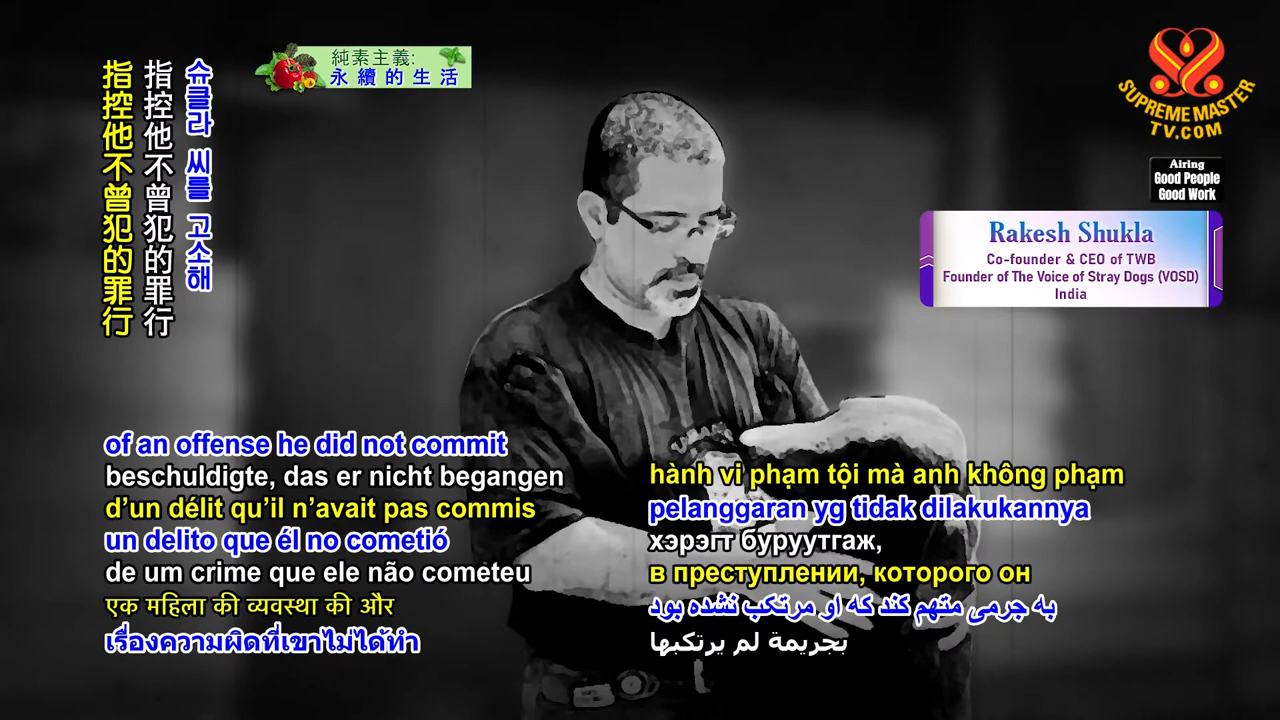 指控他不曾犯的罪行
指控他不曾犯的罪行
슈클라 씨를 고소해
純素主義:
永續的生活
SUPREME MASTER
TV.COM
Airing
Good People
Good Work
Rakesh Shukla
Co-founder & CEO of TWB
Founder of The Voice of Stray Dogs (VOSD)
India
of an offense he did not commit
beschuldigte, das er nicht begangen
d’un délit qu’il n’avait pas commis
un delito que él no cometió
de um crime que ele não cometeu
एक महिला की व्यवस्था की और
เรื่องความผิดที่เขาไม่ได้ทำ
hành vi phạm tội mà anh không phạm
pelanggaran yg tidak dilakukannya
хэрэгт буруутгаж,
в преступлении, которого он
به جرمی متهم کند که او مرتکب نشده بود
بجريمة لم يرتكبها